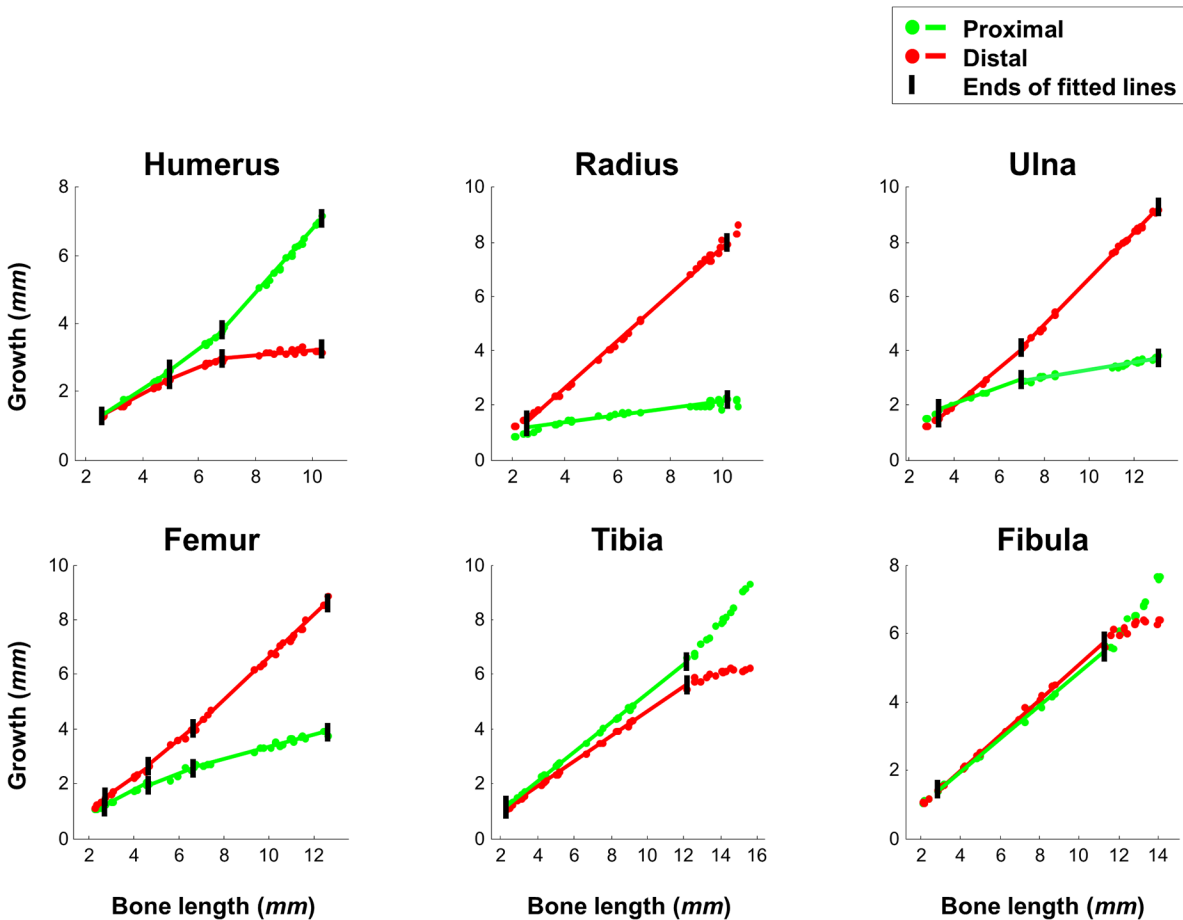 Proximal
Distal
Ends of fitted lines
Humerus
Radius
Ulna
8
6
4
2
0
2 4 6 8 10
Growth (mm)
10
8
6
4
2
0
2 4 6 8 10
10
8
6
4
2
0
2 4 6 8 10 12
Femur
Tibia
Fibula
10
8
6
4
2
0
2 4 6 8 10 12
Growth (mm)
Bone length (mm)
10
8
6
4
2
0
2 4 6 8 10 12 14 16
Bone length (mm)
8
6
4
2
0
2 4 6 8 10 12 14
Bone length (mm)